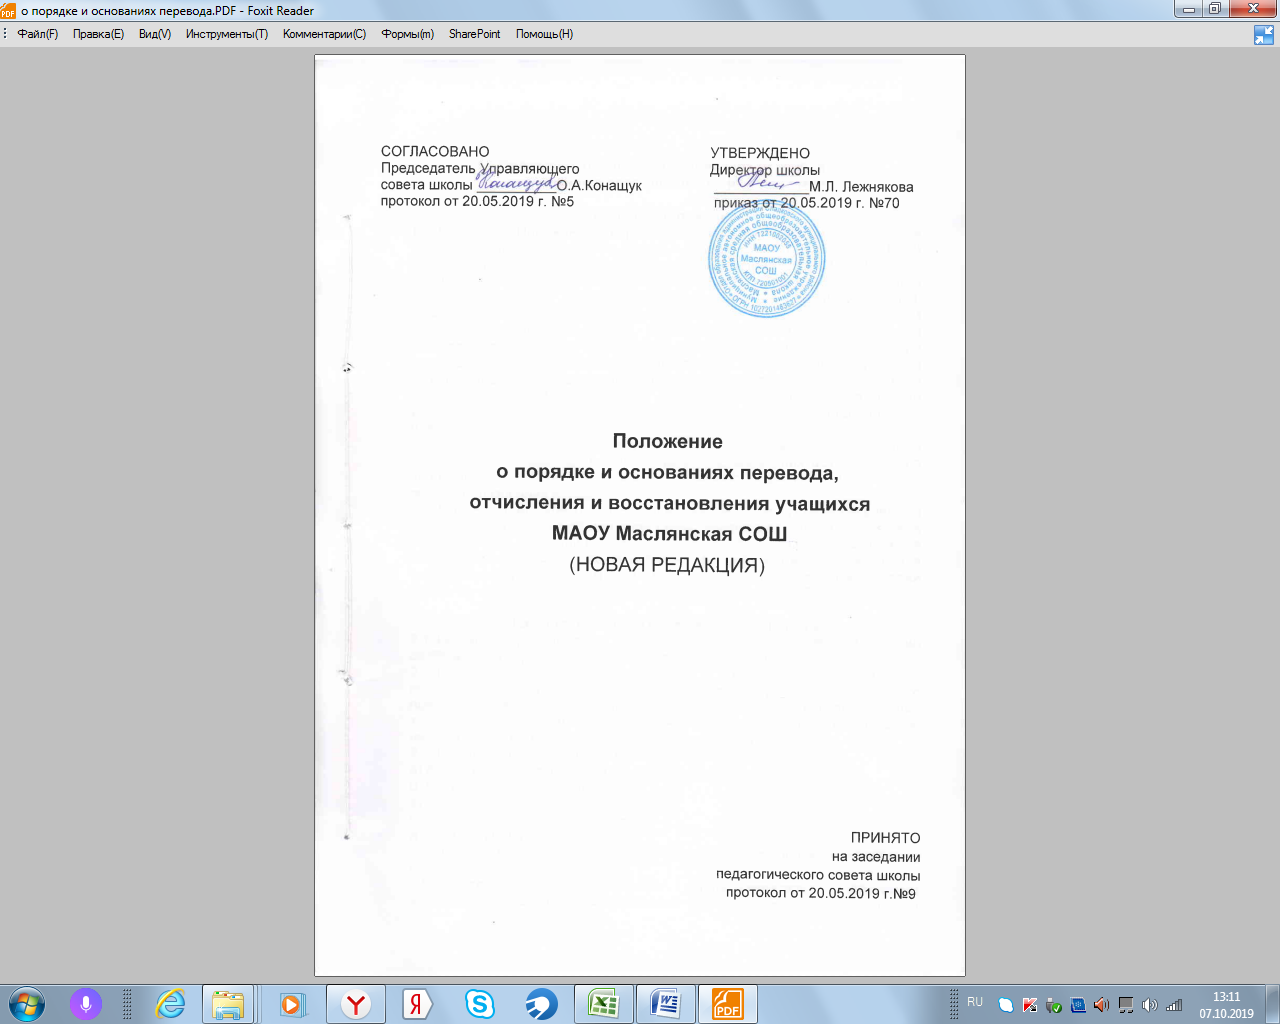 о порядке и основаниях перевода.PDF - Foxit Reader
Файл(F) Правка(E) Вид(V) Инструменты(T) Комментарии(C) Формы(m) SharePoint Помощь(H)
СОГЛАСОВАНО
Председатель Управляющего
совета школы О.А.Конащук
протокол от 20.05.2019 г. №5
УТВЕРЖДЕНО
Директор школы
М.Л. Лежнякова
приказ от 20.05.2019 г. №70
МАОУ
Маслянская
СОШ
Положение
о порядке и основаниях перевода,
отчисления и восстановления учащихся
МАОУ Маслянская СОШ
(НОВАЯ РЕДАКЦИЯ)
ПРИНЯТО
на заседании
педагогического совета школы
протокол от 20.05.2019 г.№9
RU
13:11
07.10.2019